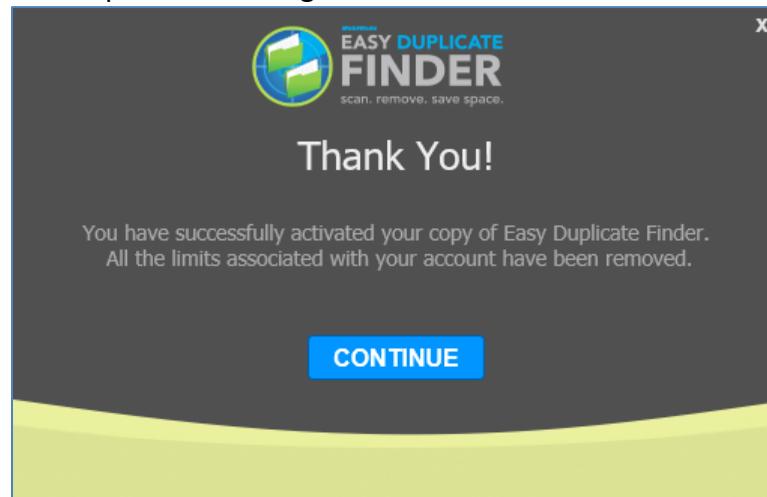 X
EASY DUPLICATE
FINDER
scan. remove. save space.
Thank You!
You have successfully activated your copy of Easy Duplicate Finder.
All the limits associated with your account have been removed.
CONTINUE